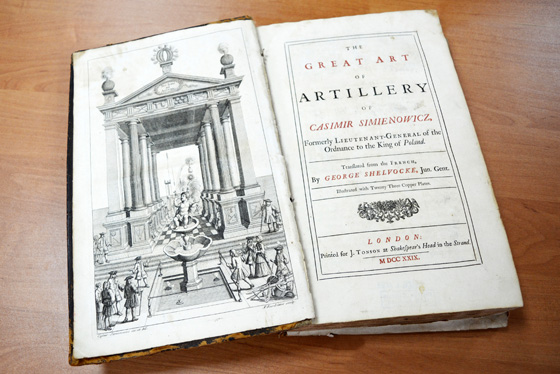 THE
GREAT ART
OF
ARTILLERY
OF
CASIMIR SIMIENOWICZ,
Formerly LIEUTENANT-GENERAL of the
Ordnance to the King of Poland.
Translated from the FRENCH,
By GEORGE SHELVOCKE, Jun. Gent.
Illustrated with Twenty Three Copper Plates.
LONDON:
Printed for J. TONSON at Shakespear's Head in the Strand
MDCC XXIX.